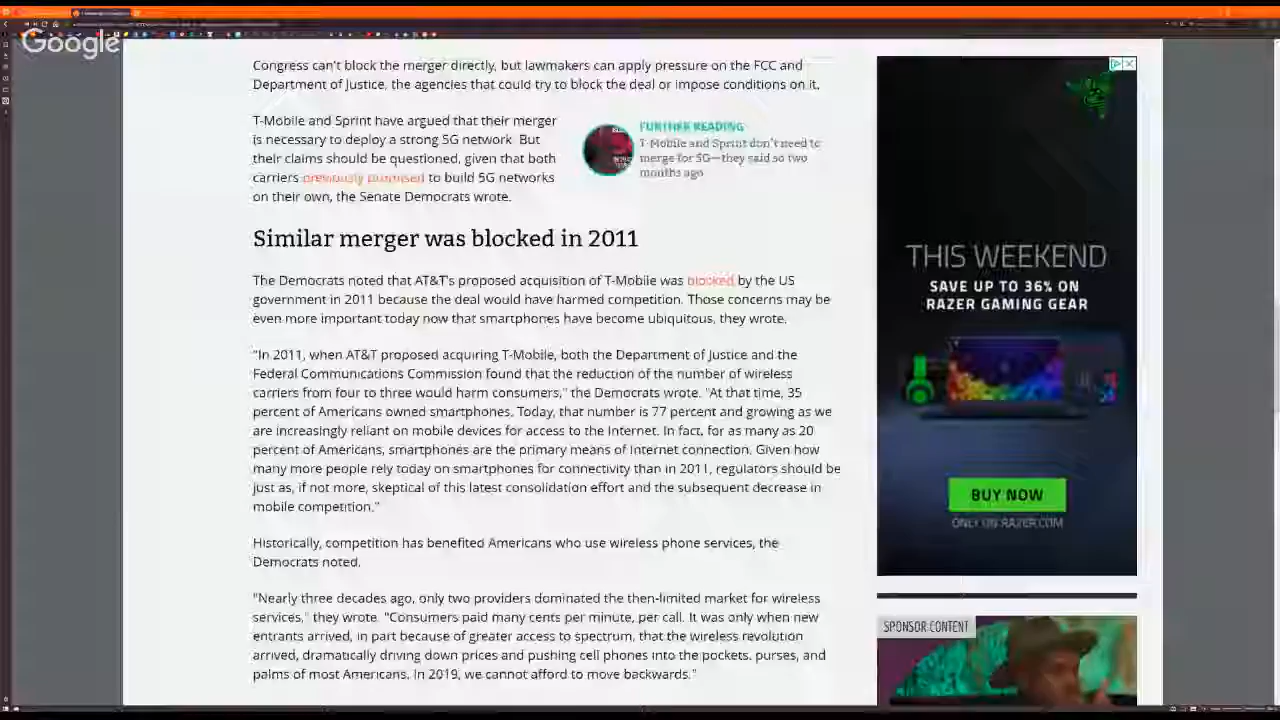 Google
Congress can't block the merger directly, but lawmakers can apply pressure on the FCC and
Department of Justice, the agencies that could try to block the deal or impose conditions on it.
T-Mobile and Sprint have argued that their merger
is necessary to deploy a strong 5G network. But
their claims should be questioned, given that both
carriers previously promised to build 5G networks
on their own, the Senate Democrats wrote.
FURTHER READING
T-Mobile and Sprint don't need to
merge for 5G—they said so two
months ago
Similar merger was blocked in 2011
The Democrats noted that AT&T's proposed acquisition of T-Mobile was blocked by the US
government in 2011 because the deal would have harmed competition. Those concerns may be
even more important today now that smartphones have become ubiquitous, they wrote.
"In 2011, when AT&T proposed acquiring T-Mobile, both the Department of Justice and the
Federal Communications Commission found that the reduction of the number of wireless
carriers from four to three would harm consumers," the Democrats wrote. "At that time, 35
percent of Americans owned smartphones. Today, that number is 77 percent and growing as we
are increasingly reliant on mobile devices for access to the Internet. In fact, for as many as 20
percent of Americans, smartphones are the primary means of Internet connection. Given how
many more people rely today on smartphones for connectivity than in 2011, regulators should be
just as, if not more, skeptical of this latest consolidation effort and the subsequent decrease in
mobile competition."
Historically, competition has benefited Americans who use wireless phone services, the
Democrats noted.
"Nearly three decades ago, only two providers dominated the then-limited market for wireless
services," they wrote. "Consumers paid many cents per minute, per call. It was only when new
entrants arrived, in part because of greater access to spectrum, that the wireless revolution
arrived, dramatically driving down prices and pushing cell phones into the pockets, purses, and
palms of most Americans. In 2019, we cannot afford to move backwards."
THIS WEEKEND
SAVE UP TO 36% ON
RAZER GAMING GEAR
BUY NOW
ONLY ON RAZER.COM
SPONSOR CONTENT